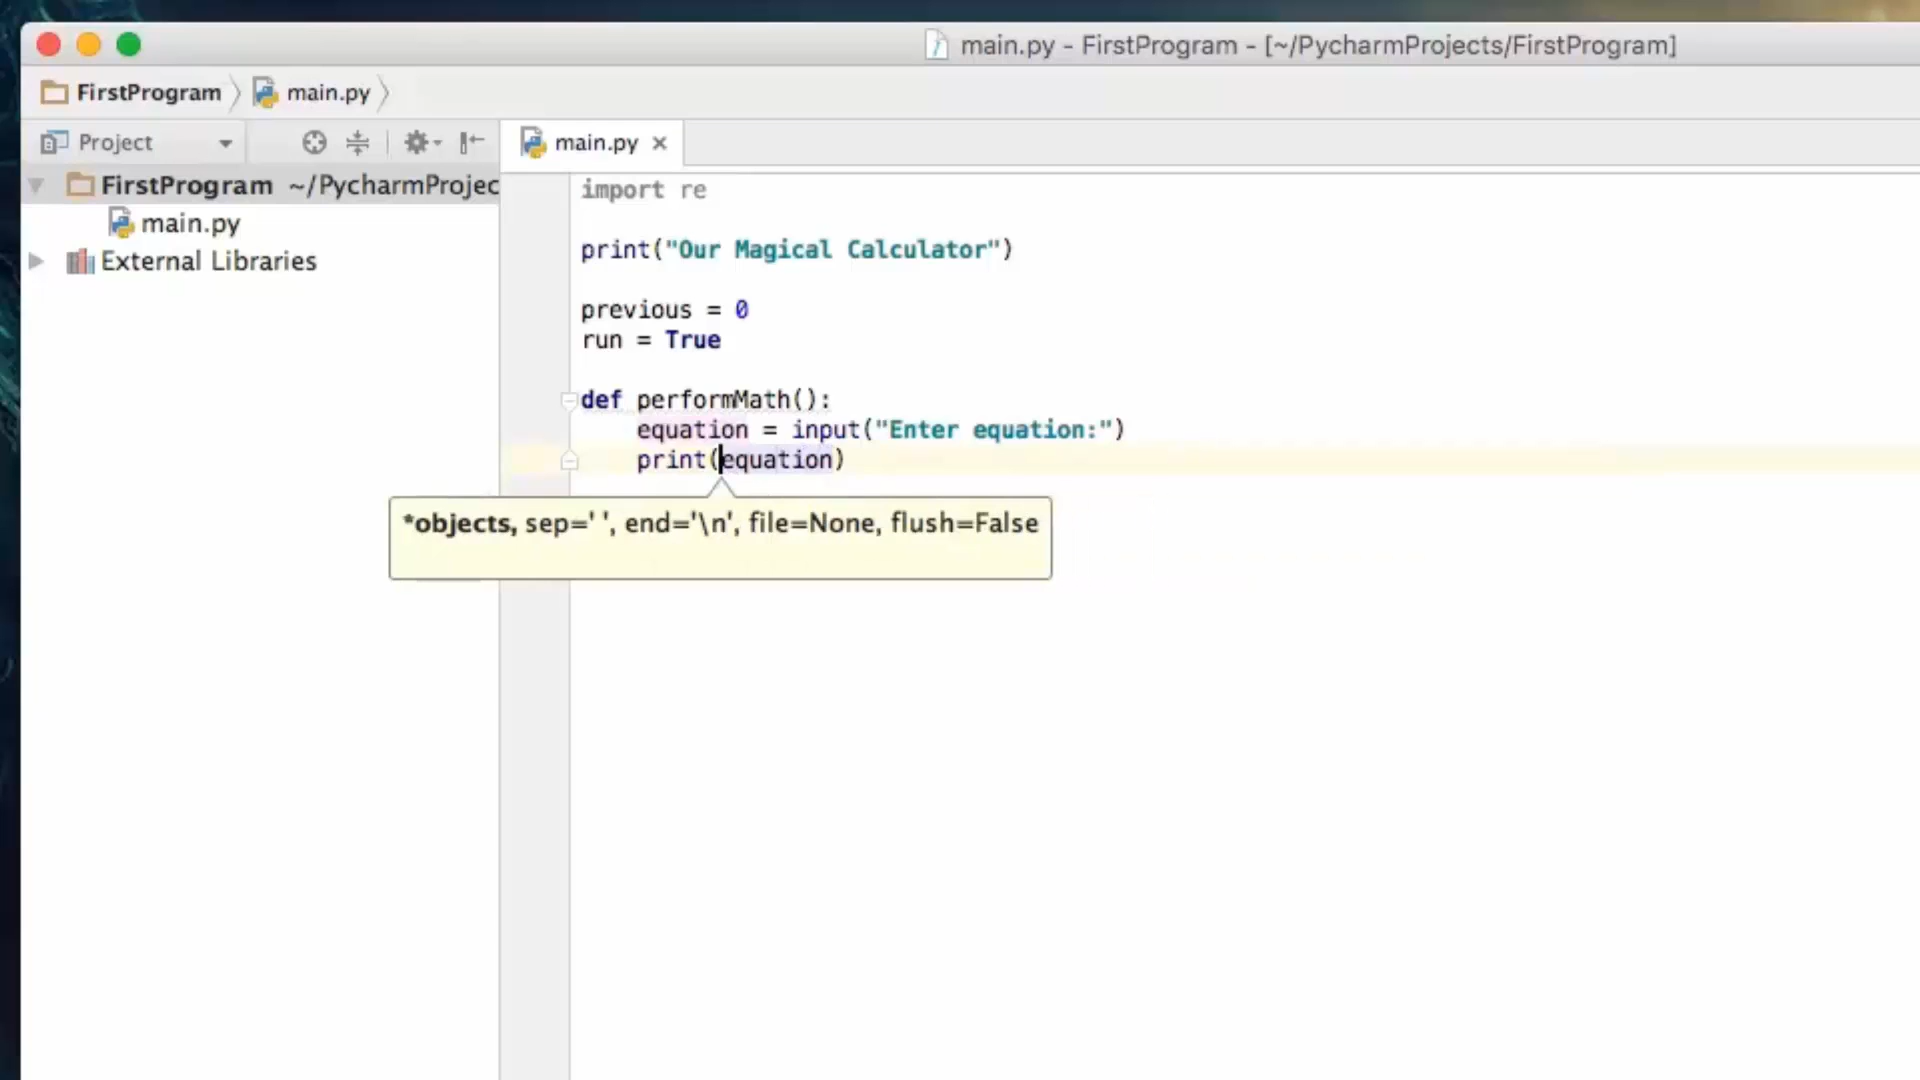 main.py - FirstProgram - [~/PycharmProjects/FirstProgram]
FirstProgram
main.py
Project
main.py
FirstProgram ~/PycharmProjec
main.py
External Libraries
import re
print("Our Magical Calculator")
previous = 0
run = True
def performMath():
equation = input("Enter equation:")
print(equation)
*objects, sep=' ', end='\n', file=None, flush=False